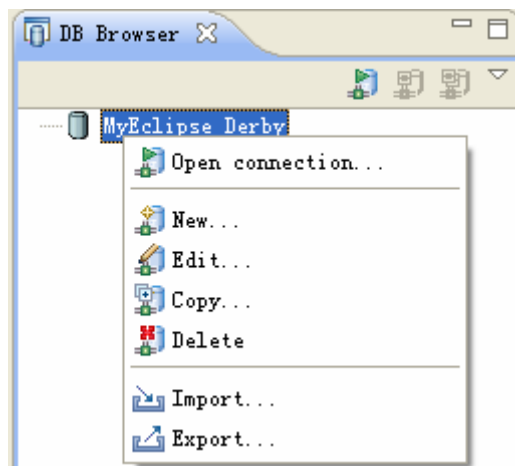 DB Browser
MyEclipse Derby
Open connection...
New...
Edit...
Copy...
Delete
Import...
Export...